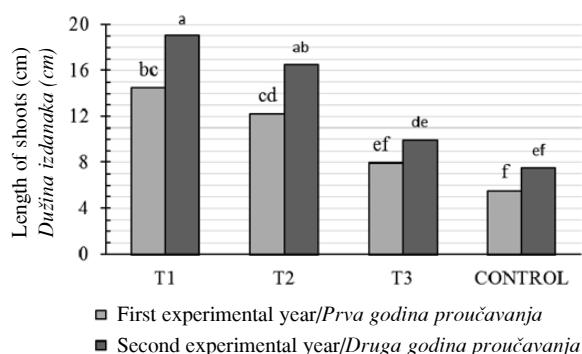 Length of shoots (cm)
Dužina izdanaka (cm)
20
16
12
8
4
0
bc
a
cd
ab
ef
de
f
ef
T1
T2
T3
CONTROL
First experimental year/Prva godina proučavanja
Second experimental year/Druga godina proučavanja